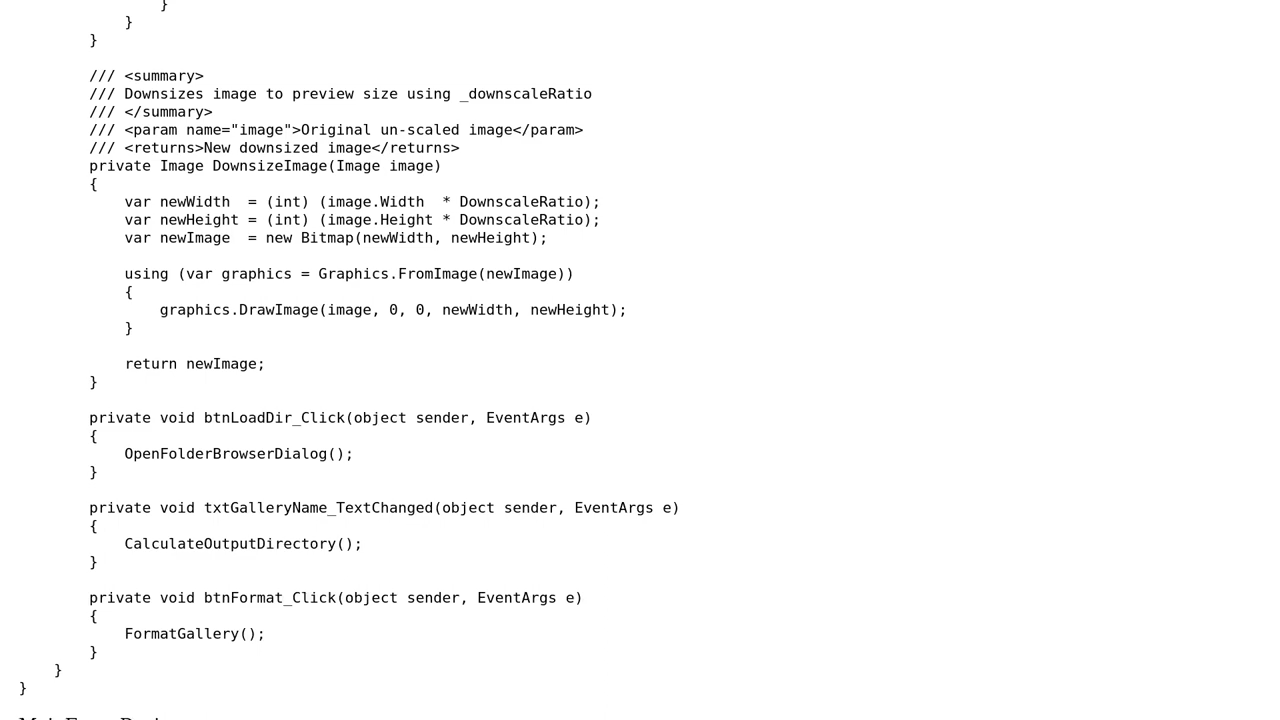 }
            }
        }

        /// <summary>
        /// Downsizes image to preview size using _downscaleRatio
        /// </summary>
        /// <param name="image">Original un-scaled image</param>
        /// <returns>New downsized image</returns>
        private Image DownsizeImage(Image image)
        {
            var newWidth  = (int) (image.Width  * DownscaleRatio);
            var newHeight = (int) (image.Height * DownscaleRatio);
            var newImage  = new Bitmap(newWidth, newHeight);

            using (var graphics = Graphics.FromImage(newImage))
            {
                graphics.DrawImage(image, 0, 0, newWidth, newHeight);
            }

            return newImage;
        }

        private void btnLoadDir_Click(object sender, EventArgs e)
        {
            OpenFolderBrowserDialog();
        }

        private void txtGalleryName_TextChanged(object sender, EventArgs e)
        {
            CalculateOutputDirectory();
        }

        private void btnFormat_Click(object sender, EventArgs e)
        {
            FormatGallery();
        }
    }
}